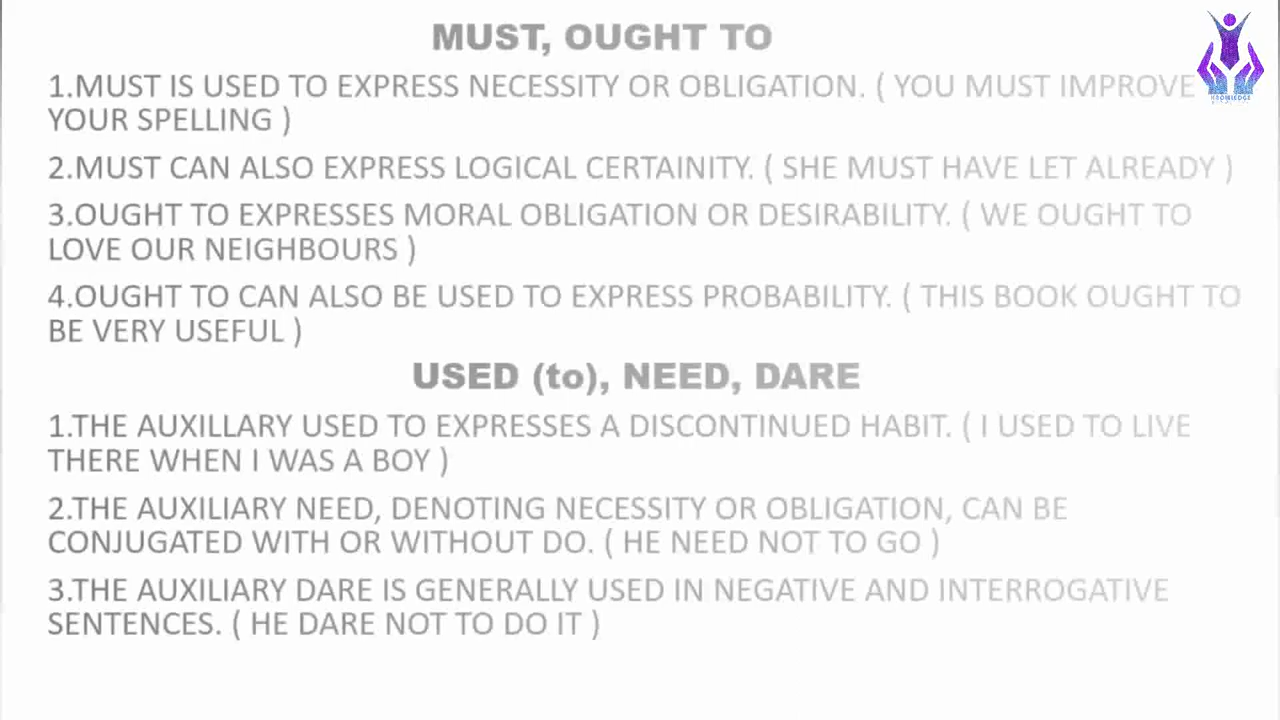 MUST, OUGHT TO
1.MUST IS USED TO EXPRESS NECESSITY OR OBLIGATION. ( YOU MUST IMPROVE
YOUR SPELLING )
2.MUST CAN ALSO EXPRESS LOGICAL CERTAINITY. ( SHE MUST HAVE LET ALREADY )
3.OUGHT TO EXPRESSES MORAL OBLIGATION OR DESIRABILITY. ( WE OUGHT TO
LOVE OUR NEIGHBOURS )
4.OUGHT TO CAN ALSO BE USED TO EXPRESS PROBABILITY. ( THIS BOOK OUGHT TO
BE VERY USEFUL )
USED (to), NEED, DARE
1.THE AUXILLARY USED TO EXPRESSES A DISCONTINUED HABIT. ( I USED TO LIVE
THERE WHEN I WAS A BOY )
2.THE AUXILIARY NEED, DENOTING NECESSITY OR OBLIGATION, CAN BE
CONJUGATED WITH OR WITHOUT DO. ( HE NEED NOT TO GO )
3.THE AUXILIARY DARE IS GENERALLY USED IN NEGATIVE AND INTERROGATIVE
SENTENCES. ( HE DARE NOT TO DO IT )
KNOWLEDGE